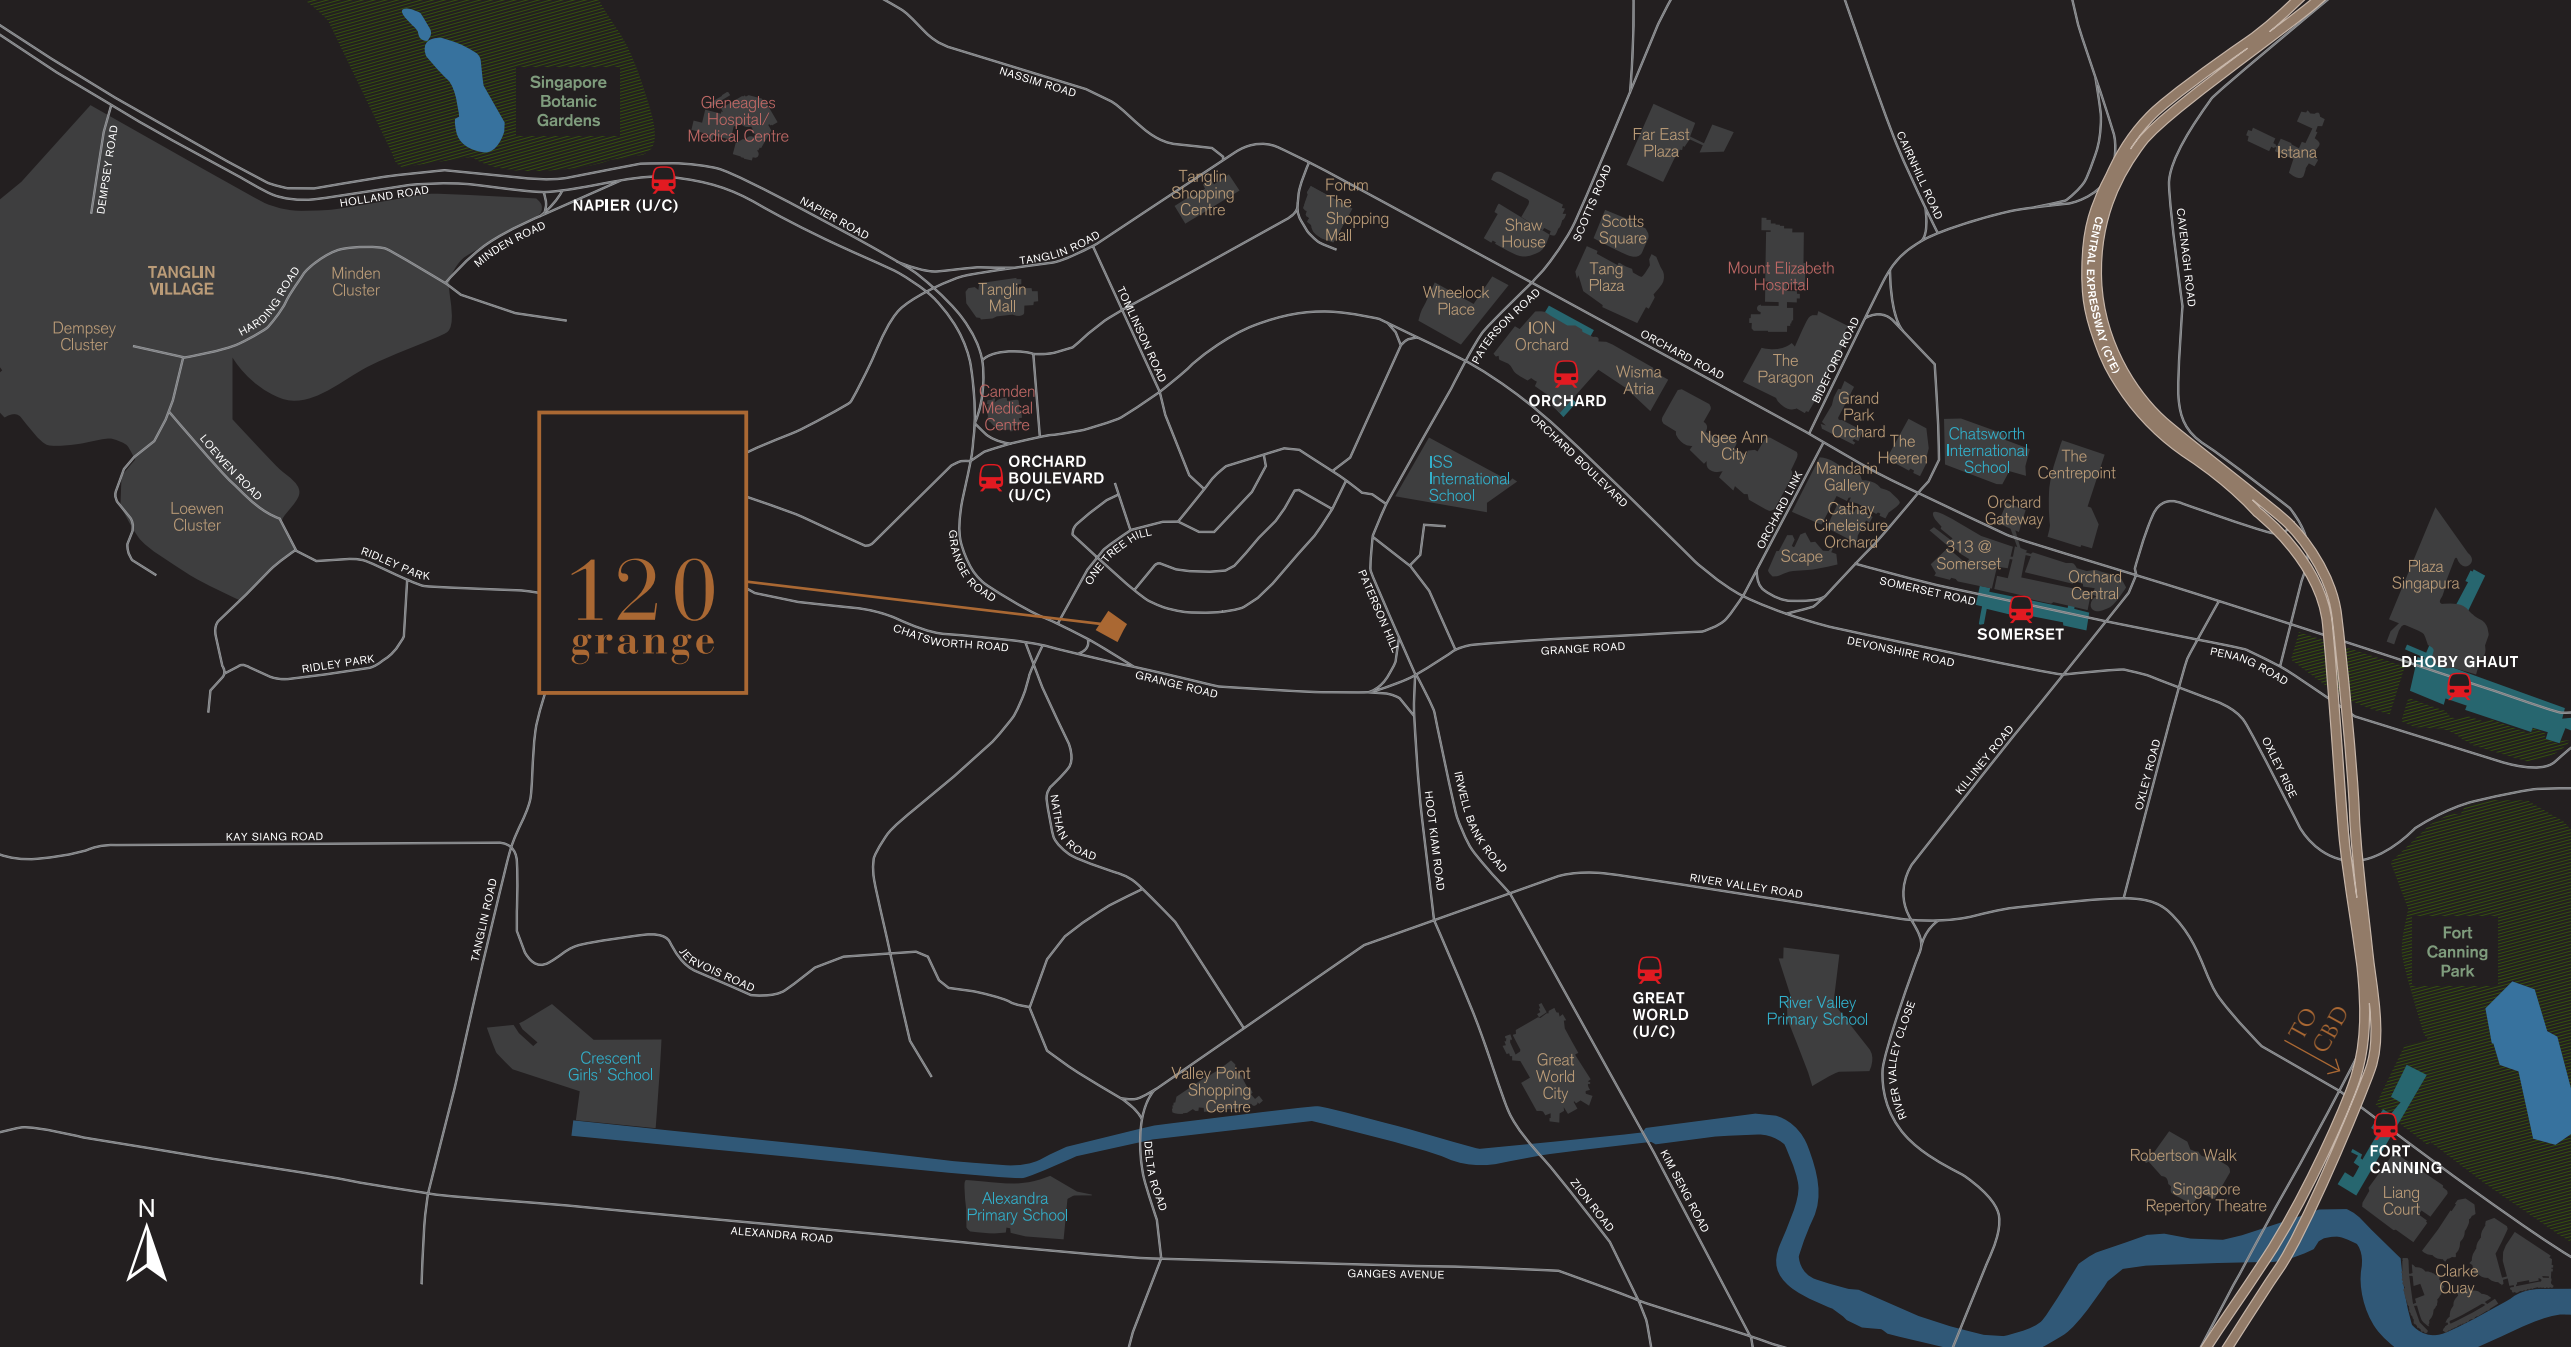 NASSIM ROAD
Singapore
Botanic
Gardens
Gleneagles
Hospital/
Medical Centre
DEMPSEY ROAD
HOLLAND ROAD
NAPIER (U/C)
NAPIER ROAD
MINDEN ROAD
TANGLIN
VILLAGE
Minden
Cluster
HARDING ROAD
Dempsey
Cluster
LOEWEN ROAD
Loewen
Cluster
RIDLEY PARK
RIDLEY PARK
120
grange
Tanglin
Shopping
Centre
Forum
The
Shopping
Mall
TANGLIN ROAD
Tanglin
Mall
TOMLINSON ROAD
Camden
Medical
Centre
ORCHARD
BOULEVARD
(U/C)
GRANGE ROAD
ONE TREE HILL
CHATSWORTH ROAD
GRANGE ROAD
Far East
Plaza
SCOTTS ROAD
Shaw
House
Scotts
Square
Tang
Plaza
Wheelock
Place
PATERSON ROAD
ION
Orchard
ORCHARD
Wisma
Atria
ORCHARD ROAD
ORCHARD BOULEVARD
Mount Elizabeth
Hospital
The
Paragon
BIDEFORD ROAD
CAIRNHILL ROAD
Grand
Park
Orchard
The
Heeren
Ngee Ann
City
Mandarin
Gallery
Cathay
Cineleisure
Orchard
ORCHARD LINK
Scape
ISS
International
School
PATERSON HILL
GRANGE ROAD
Chatsworth
International
School
The
Centrepoint
Orchard
Gateway
313 @
Somerset
Orchard
Central
SOMERSET ROAD
SOMERSET
DEVONSHIRE ROAD
PENANG ROAD
CENTRAL EXPRESSWAY (CTE)
CAVENAGH ROAD
Istana
Plaza
Singapura
DHOBY GHAUT
KILLINEY ROAD
OXLEY ROAD
OXLEY RISE
KAY SIANG ROAD
TANGLIN ROAD
JERVOIS ROAD
NATHAN ROAD
HOOT KIAM ROAD
IRWELL BANK ROAD
RIVER VALLEY ROAD
GREAT
WORLD
(U/C)
River Valley
Primary School
RIVER VALLEY CLOSE
Fort
Canning
Park
TO
CBD
Crescent
Girls' School
Valley Point
Shopping
Centre
Great
World
City
DELTA ROAD
Alexandra
Primary School
ALEXANDRA ROAD
GANGES AVENUE
ZION ROAD
KIM SENG ROAD
Robertson Walk
Singapore
Repertory Theatre
FORT
CANNING
Liang
Court
Clarke
Quay
N